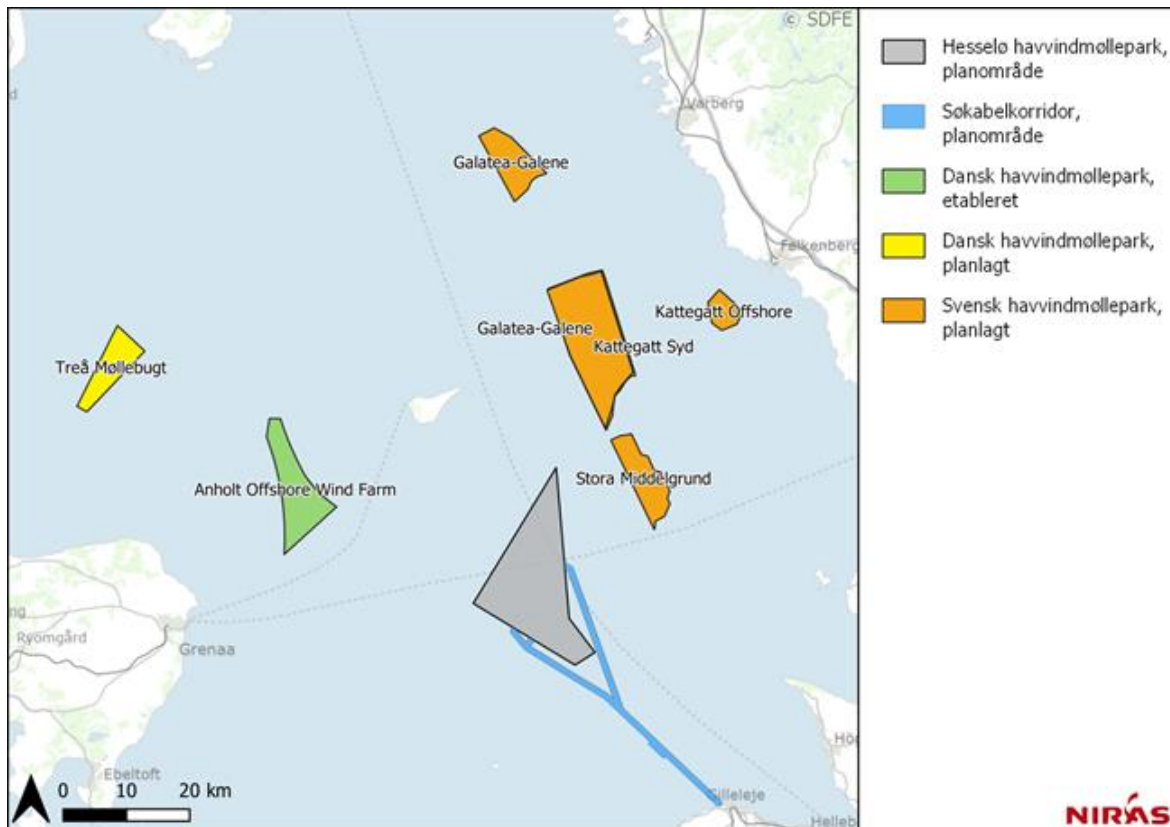 © SDFE
Varberg
Galatea-Galene
Falkenberg
Kattegatt Offshore
Galatea-Galene
Kattegatt Syd
Treå Møllebugt
Stora Middelgrund
Anholt Offshore Wind Farm
Ryomgård
Grenaa
Ebeltoft
0 10 20 km
Gilleleje
Hesselø havvindmøllepark,
planområde
Søkabelkorridor,
planområde
Dansk havvindmøllepark,
etableret
Dansk havvindmøllepark,
planlagt
Svensk havvindmøllepark,
planlagt
NIRAS